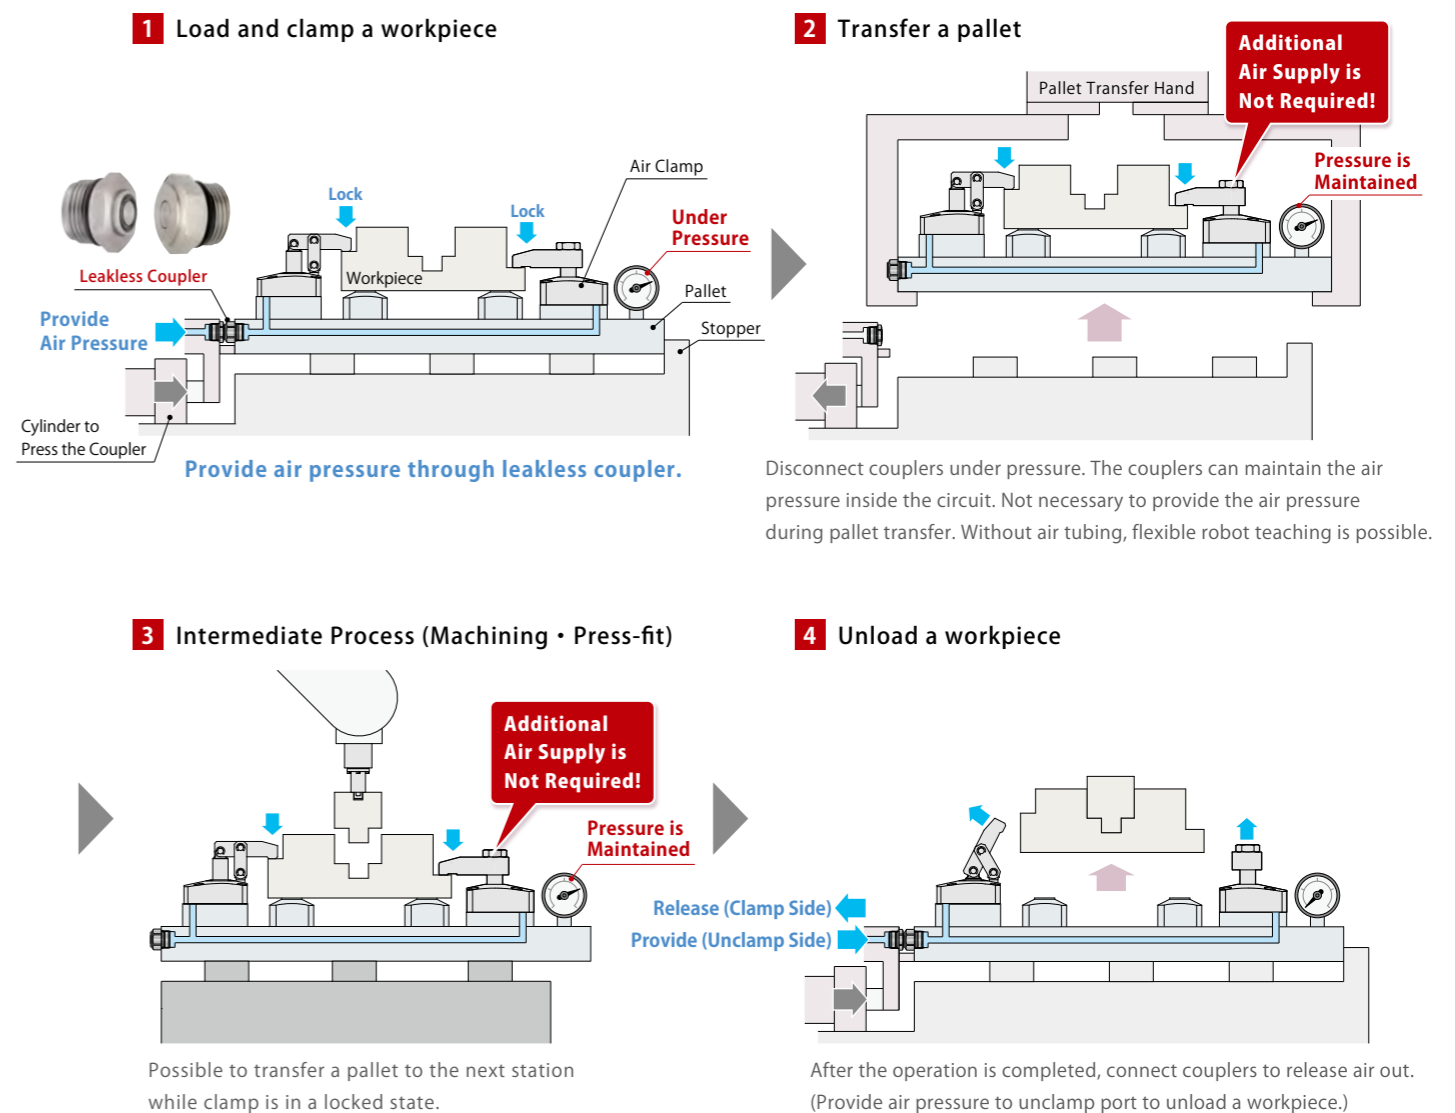 1 Load and clamp a workpiece
Air Clamp
Lock
Lock
Under
Pressure
Leakless Coupler
Workpiece
Pallet
Provide
Air Pressure
Stopper
Cylinder to
Press the Coupler
Provide air pressure through leakless coupler.
2 Transfer a pallet
Additional
Air Supply is
Not Required!
Pallet Transfer Hand
Pressure is
Maintained
Disconnect couplers under pressure. The couplers can maintain the air
pressure inside the circuit. Not necessary to provide the air pressure
during pallet transfer. Without air tubing, flexible robot teaching is possible.
3 Intermediate Process (Machining・Press-fit)
Additional
Air Supply is
Not Required!
Pressure is
Maintained
Possible to transfer a pallet to the next station
while clamp is in a locked state.
4 Unload a workpiece
Release (Clamp Side)
Provide (Unclamp Side)
After the operation is completed, connect couplers to release air out.
(Provide air pressure to unclamp port to unload a workpiece.)